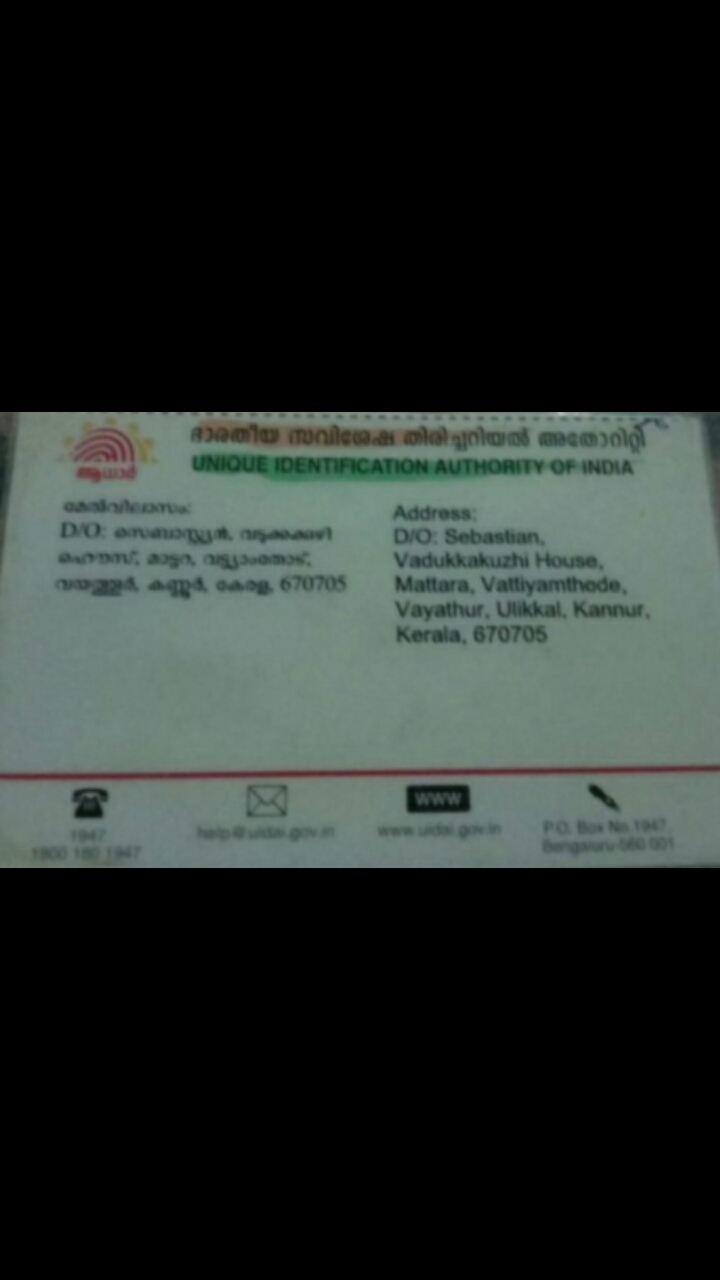 ഭാരതീയ സവിശേഷ തിരിച്ചറിയൽ അതോറിറ്റി
UNIQUE IDENTIFICATION AUTHORITY OF INDIA
ആധാർ
മേൽവിലാസം:
D/O: സെബാസ്റ്റ്യൻ, വടുക്കകുഴി
ഹൌസ്, മാട്ടറ, വട്ട്യാംതോട്,
വയത്തൂർ, കണ്ണൂർ, കേരള, 670705
Address:
D/O: Sebastian,
Vadukkakuzhi House,
Mattara, Vattiyamthode,
Vayathur, Ulikkal, Kannur,
Kerala, 670705
1947
1800 180 1947
help@uidai.gov.in
www
www.uidai.gov.in
P.O. Box No.1947,
Bengaluru-560 001